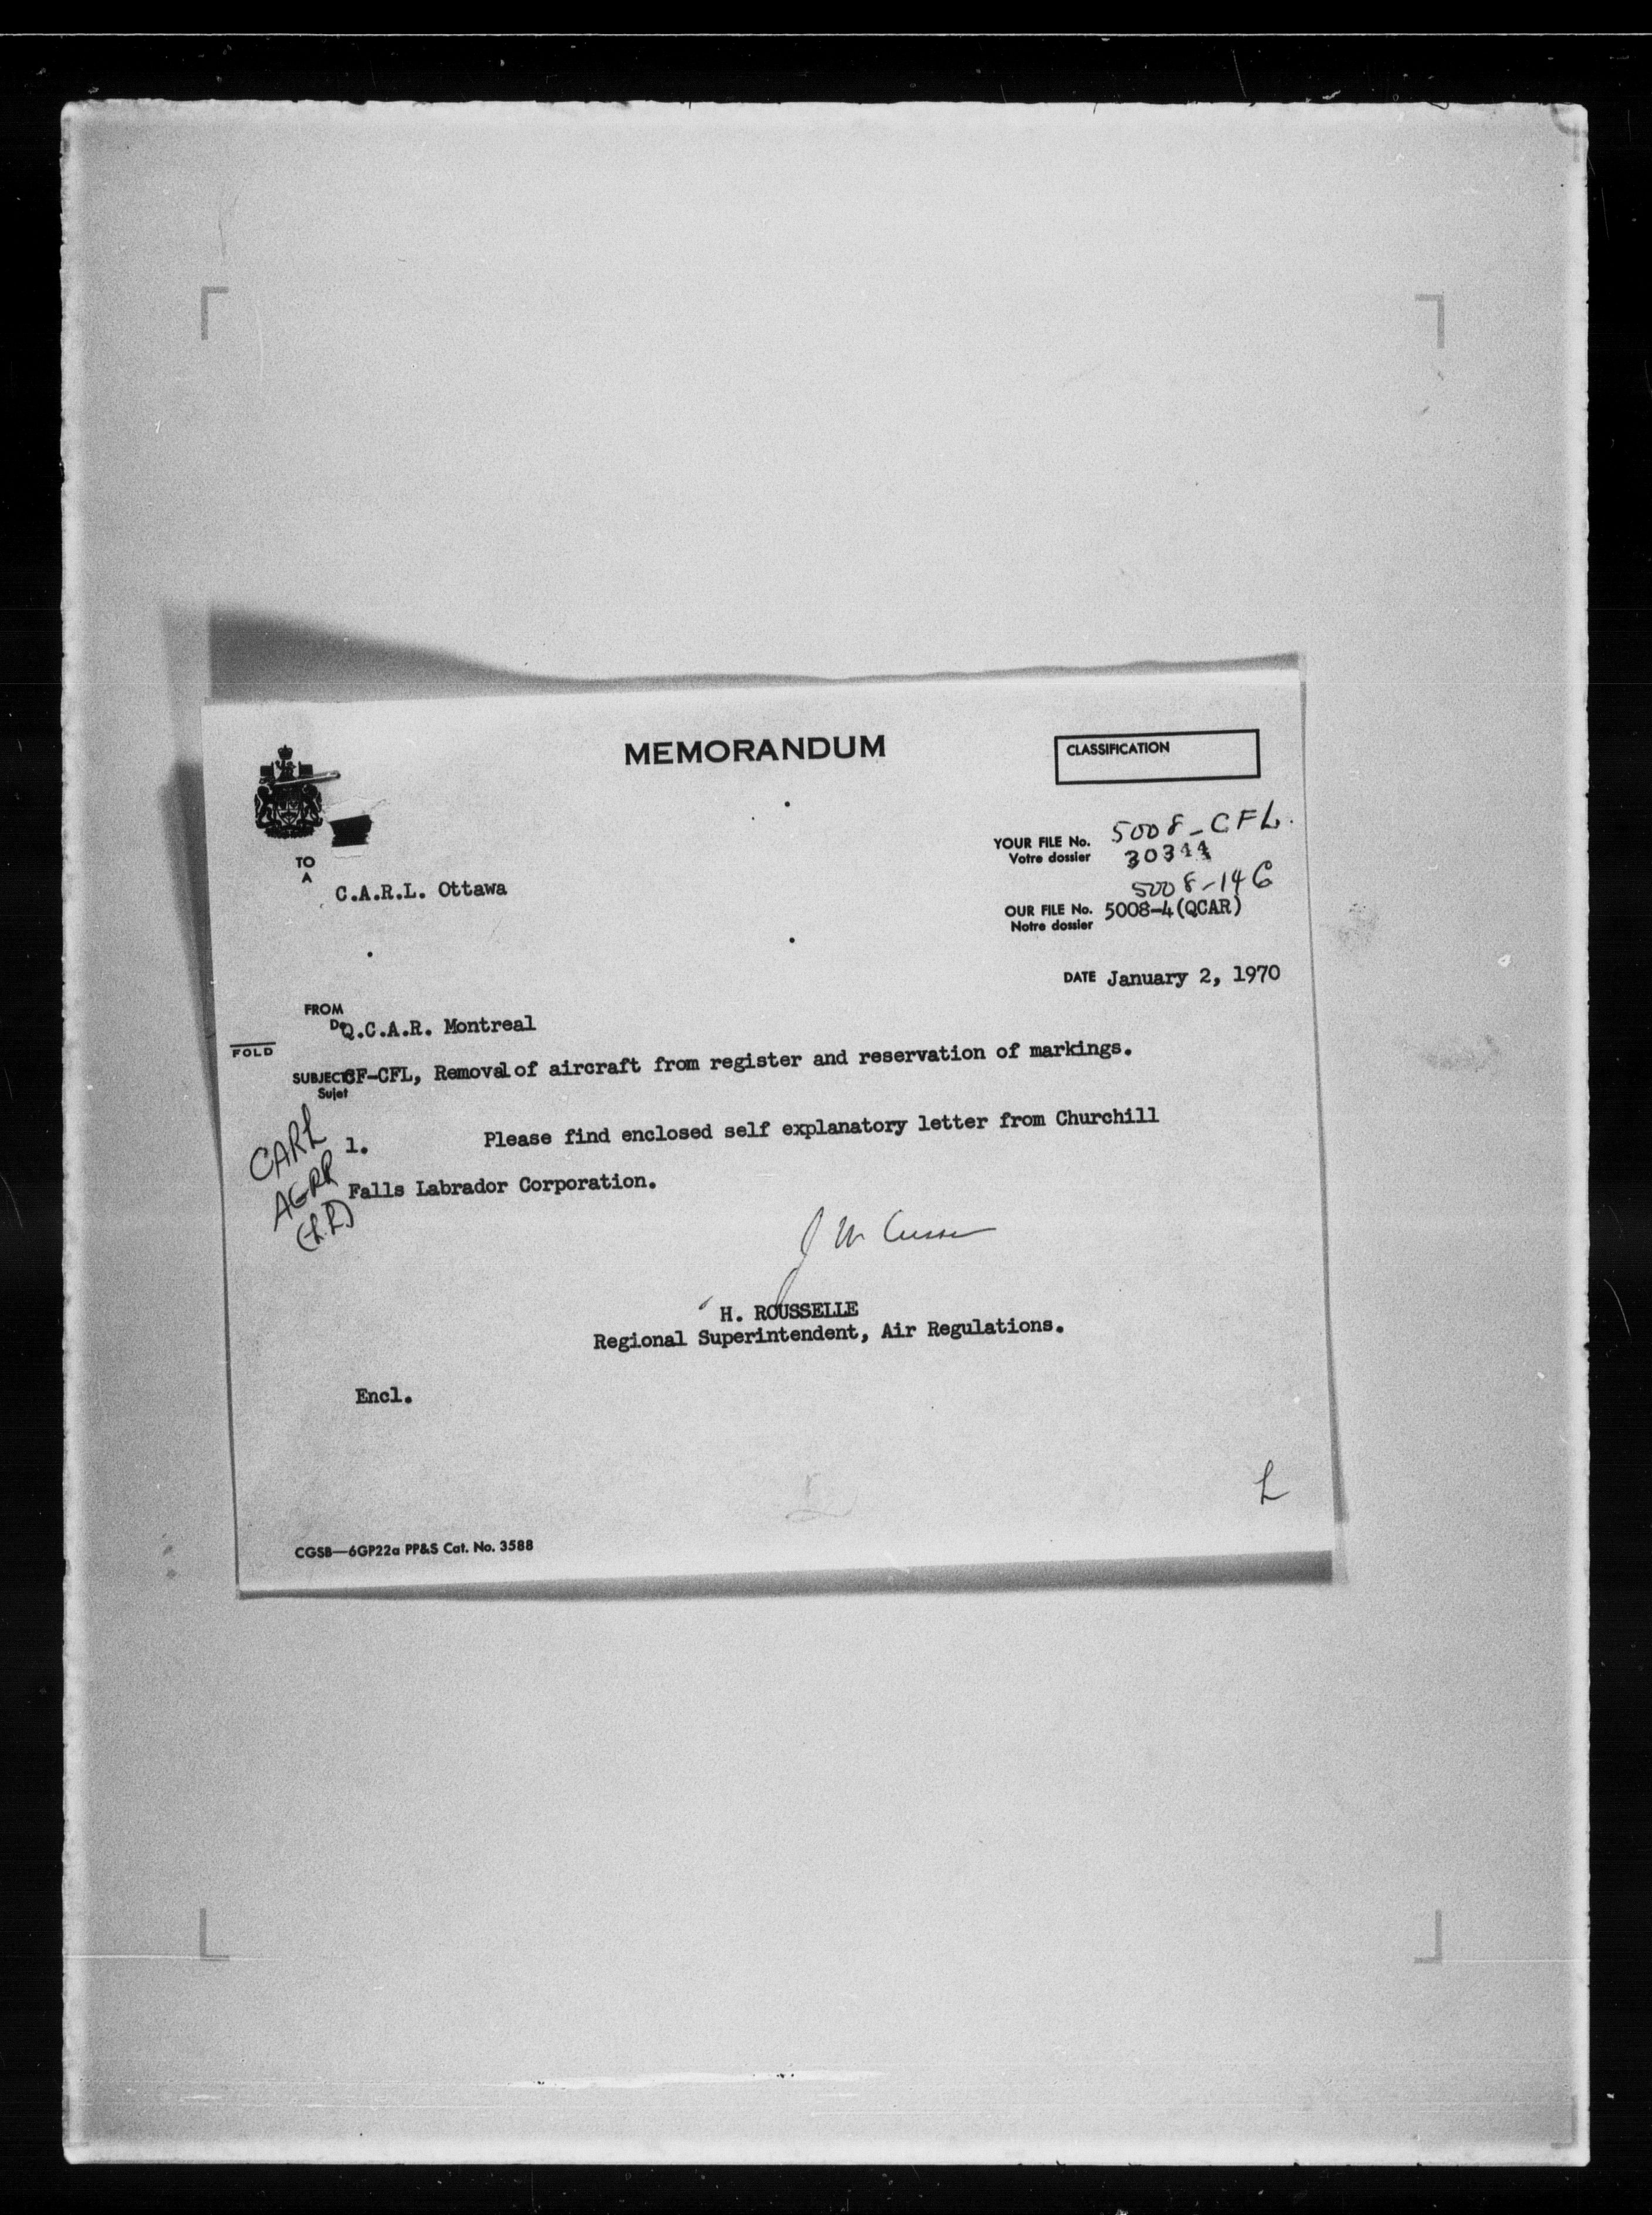 MEMORANDUM
CLASSIFICATION
TO
A
C.A.R.L. Ottawa
YOUR FILE No. 5008-CFL.
Votre dossier 30344
5008-146
OUR FILE No. 5008-4(QCAR)
Notre dossier
DATE January 2, 1970
FROM
De Q.C.A.R. Montreal
FOLD
SUBJECT CF-CFL, Removal of aircraft from register and reservation of markings.
Sujet
CARL
AGRR
(L.R)
1. Please find enclosed self explanatory letter from Churchill
Falls Labrador Corporation.
H. ROUSSELLE
Regional Superintendent, Air Regulations.
Encl.
L
CGSB—6GP22a PP&S Cat. No. 3588